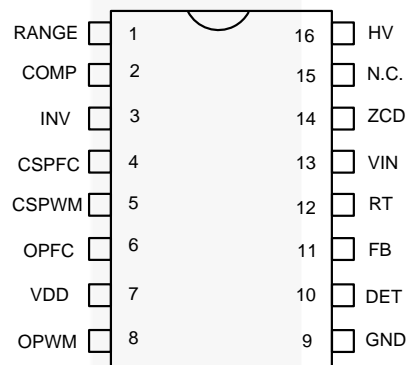 RANGE 1 16 HV
COMP 2 15 N.C.
INV 3 14 ZCD
CSPFC 4 13 VIN
CSPWM 5 12 RT
OPFC 6 11 FB
VDD 7 10 DET
OPWM 8 9 GND